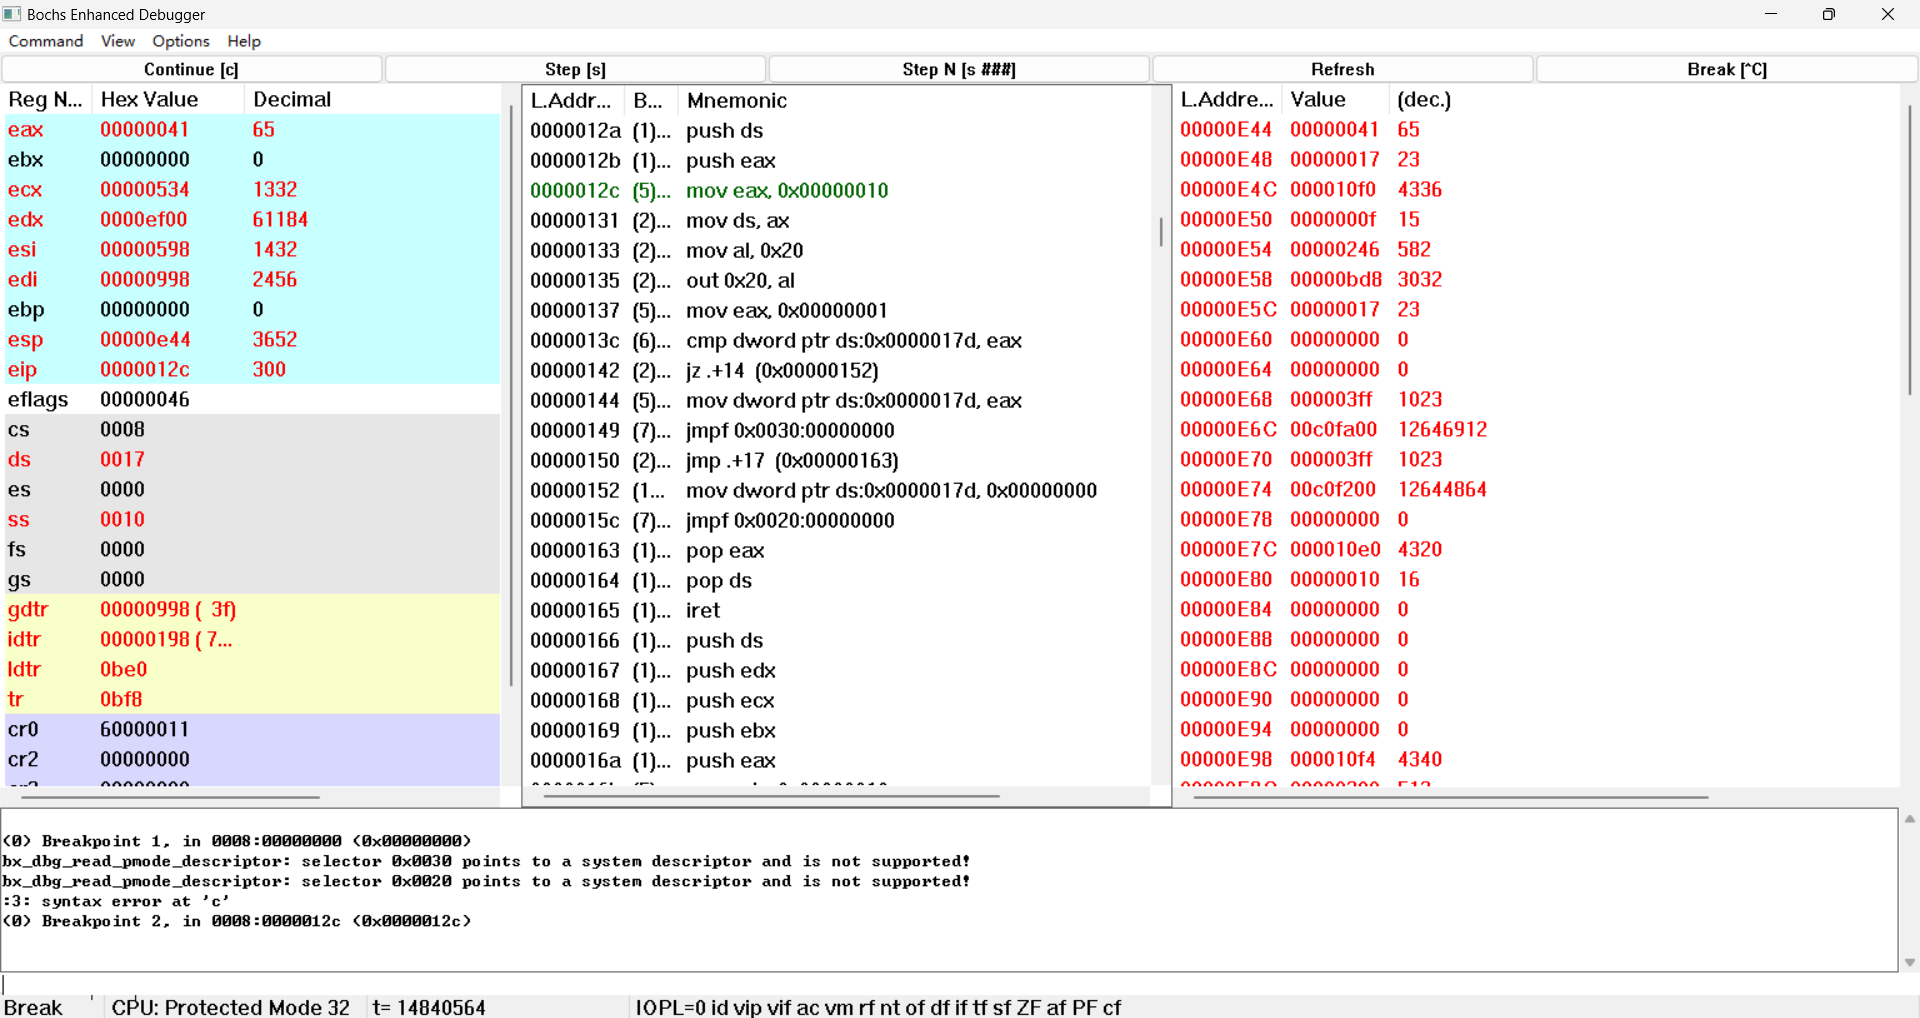 Bochs Enhanced Debugger
Command View Options Help
Continue [c] Step [s] Step N [s ###] Refresh Break [^C]
Reg N... Hex Value Decimal
eax 00000041 65
ebx 00000000 0
ecx 00000534 1332
edx 0000ef00 61184
esi 00000598 1432
edi 00000998 2456
ebp 00000000 0
esp 00000e44 3652
eip 0000012c 300
eflags 00000046
cs 0008
ds 0017
es 0000
ss 0010
fs 0000
gs 0000
gdtr 00000998 ( 3f)
idtr 00000198 ( 7...
ldtr 0be0
tr 0bf8
cr0 60000011
cr2 00000000
L.Addr... B... Mnemonic
0000012a (1)... push ds
0000012b (1)... push eax
0000012c (5)... mov eax, 0x00000010
00000131 (2)... mov ds, ax
00000133 (2)... mov al, 0x20
00000135 (2)... out 0x20, al
00000137 (5)... mov eax, 0x00000001
0000013c (6)... cmp dword ptr ds:0x0000017d, eax
00000142 (2)... jz .+14 (0x00000152)
00000144 (5)... mov dword ptr ds:0x0000017d, eax
00000149 (7)... jmpf 0x0030:00000000
00000150 (2)... jmp .+17 (0x00000163)
00000152 (1... mov dword ptr ds:0x0000017d, 0x00000000
0000015c (7)... jmpf 0x0020:00000000
00000163 (1)... pop eax
00000164 (1)... pop ds
00000165 (1)... iret
00000166 (1)... push ds
00000167 (1)... push edx
00000168 (1)... push ecx
00000169 (1)... push ebx
0000016a (1)... push eax
L.Addre... Value (dec.)
00000E44 00000041 65
00000E48 00000017 23
00000E4C 000010f0 4336
00000E50 0000000f 15
00000E54 00000246 582
00000E58 00000bd8 3032
00000E5C 00000017 23
00000E60 00000000 0
00000E64 00000000 0
00000E68 000003ff 1023
00000E6C 00c0fa00 12646912
00000E70 000003ff 1023
00000E74 00c0f200 12644864
00000E78 00000000 0
00000E7C 000010e0 4320
00000E80 00000010 16
00000E84 00000000 0
00000E88 00000000 0
00000E8C 00000000 0
00000E90 00000000 0
00000E94 00000000 0
00000E98 000010f4 4340
(0) Breakpoint 1, in 0008:00000000 (0x00000000)
bx_dbg_read_pmode_descriptor: selector 0x0030 points to a system descriptor and is not supported!
bx_dbg_read_pmode_descriptor: selector 0x0020 points to a system descriptor and is not supported!
:3: syntax error at 'c'
(0) Breakpoint 2, in 0008:0000012c (0x0000012c)
Break CPU: Protected Mode 32 t= 14840564 IOPL=0 id vip vif ac vm rf nt of df if tf sf ZF af PF cf